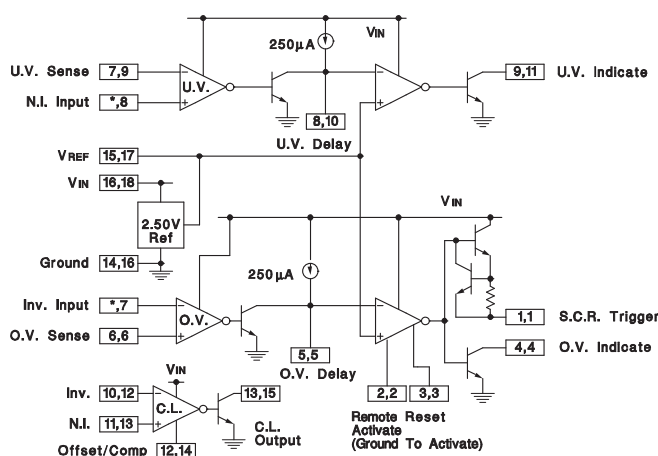 VIN
250µA
U.V. Sense 7,9
U.V.
9,11 U.V. Indicate
N.I. Input *,8
8,10
U.V. Delay
VREF 15,17
VIN 16,18
2.50V
Ref
VIN
Ground 14,16
250µA
Inv. Input *,7
O.V.
O.V. Sense 6,6
1,1 S.C.R. Trigger
4,4 O.V. Indicate
5,5
O.V. Delay
2,2 3,3
Remote Reset
Activate
(Ground To Activate)
VIN
Inv. 10,12
C.L.
13,15
C.L.
Output
N.I. 11,13
Offset/Comp 12,14